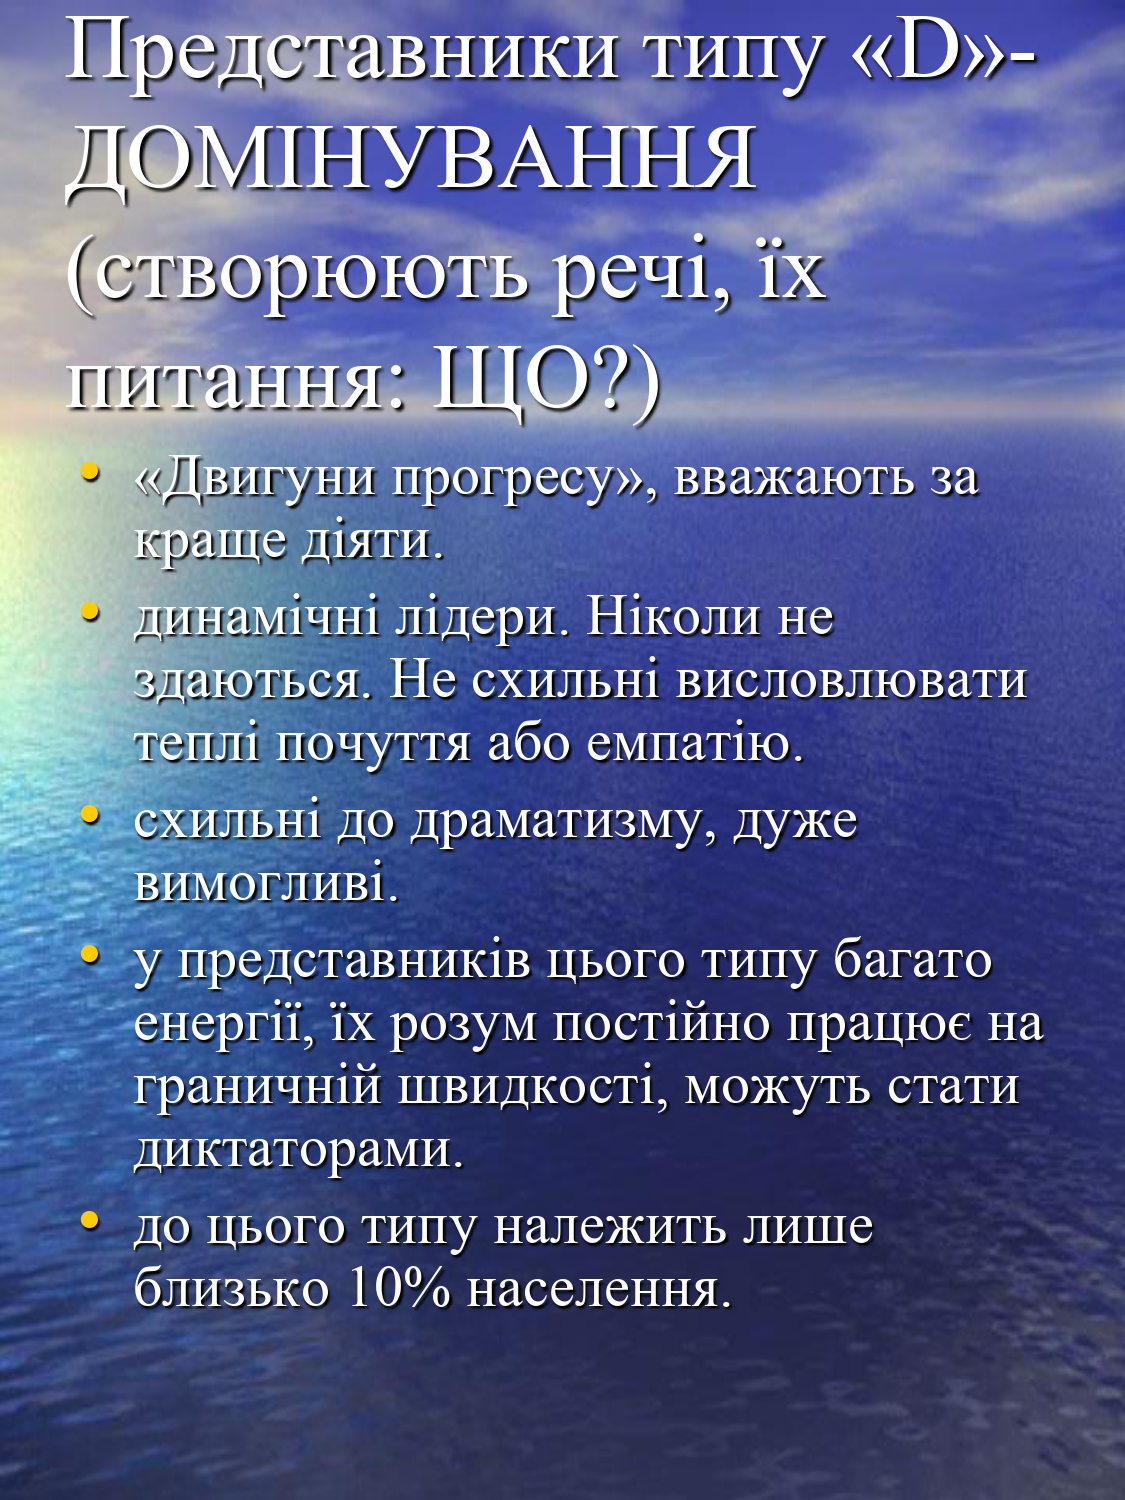 Представники типу «D»-
ДОМІНУВАННЯ
(створюють речі, їх
питання: ЩО?)
• «Двигуни прогресу», вважають за
краще діяти.
• динамічні лідери. Ніколи не
здаються. Не схильні висловлювати
теплі почуття або емпатію.
• схильні до драматизму, дуже
вимогливі.
• у представників цього типу багато
енергії, їх розум постійно працює на
граничній швидкості, можуть стати
диктаторами.
• до цього типу належить лише
близько 10% населення.